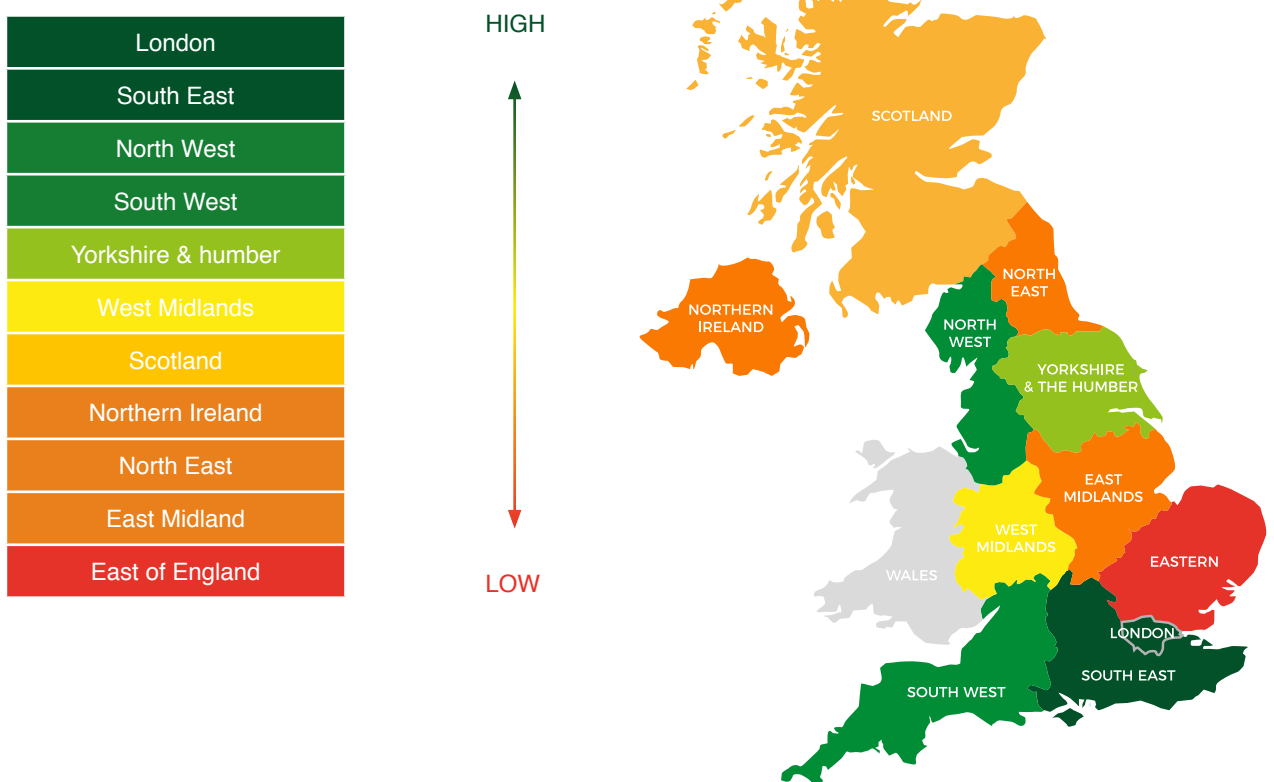 London
South East
North West
South West
Yorkshire & humber
West Midlands
Scotland
Northern Ireland
North East
East Midland
East of England
HIGH
LOW
SCOTLAND
NORTH
EAST
NORTHERN
IRELAND
NORTH
WEST
YORKSHIRE
& THE HUMBER
EAST
MIDLANDS
WEST
MIDLANDS
EASTERN
WALES
LONDON
SOUTH EAST
SOUTH WEST